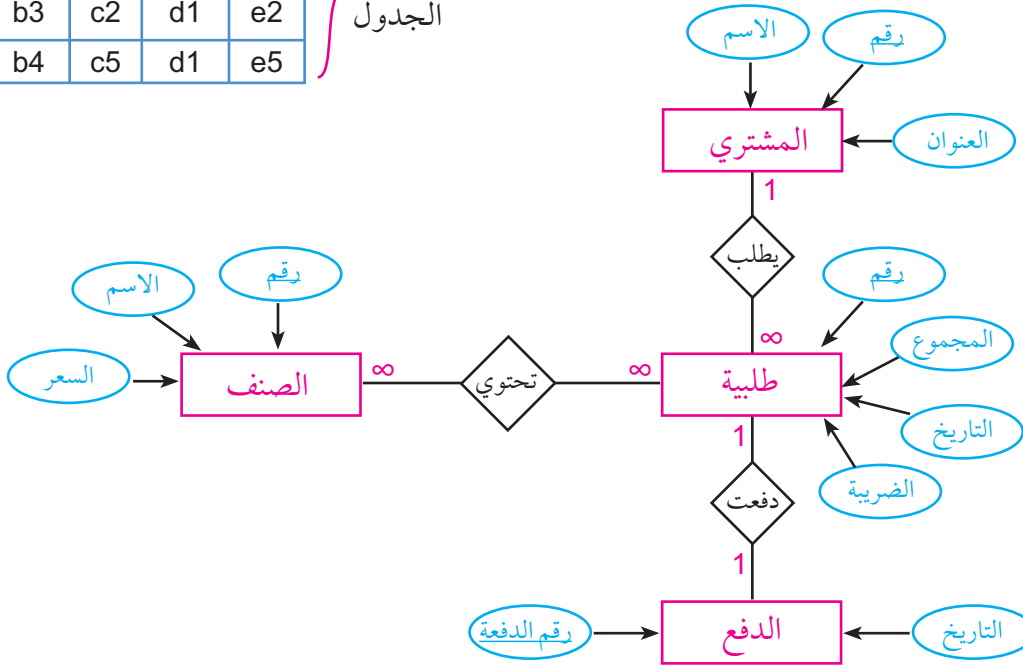 b3 c2 d1 e2
b4 c5 d1 e5
الجدول
الاسم
رقم
العنوان
المشتري
1
يطلب
∞
رقم
المجموع
التاريخ
الضريبة
طلبية
∞
تحتوي
∞
رقم
الاسم
السعر
الصنف
1
دفعت
1
الدفع
رقم الدفعة
التاريخ